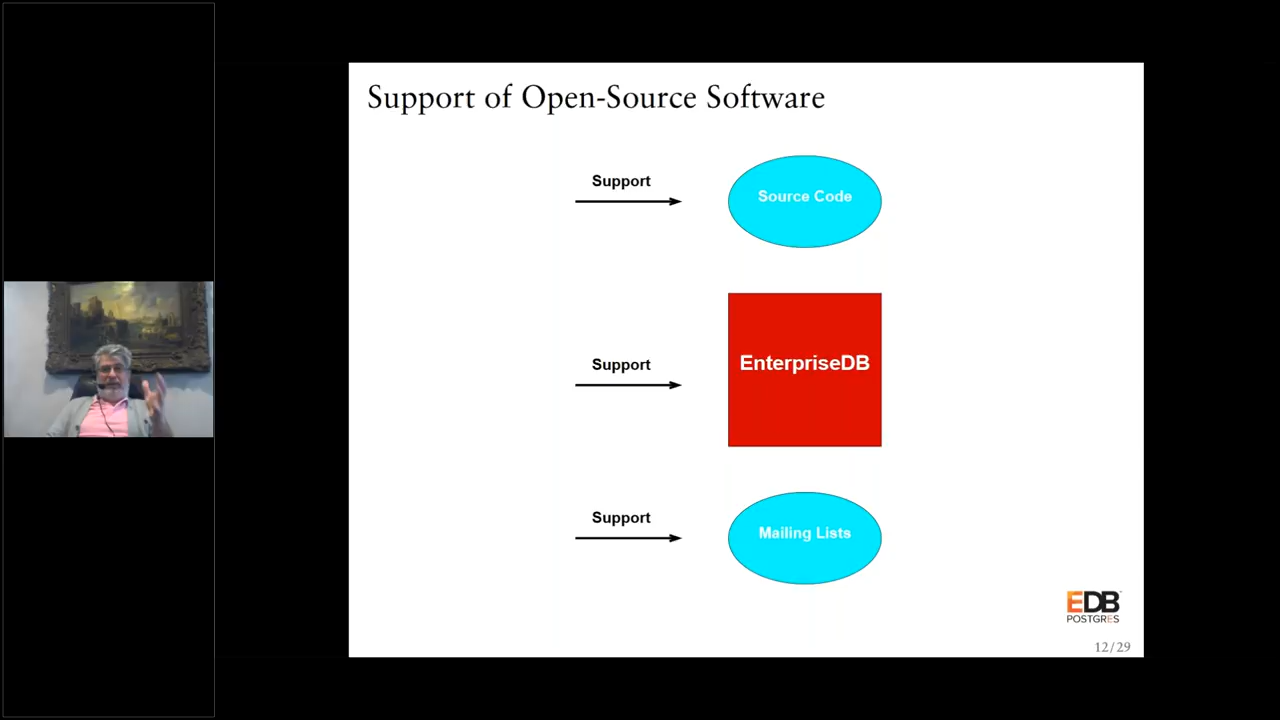 Support of Open-Source Software
Support
Source Code
Support
EnterpriseDB
Support
Mailing Lists
EDB
POSTGRES
12/29